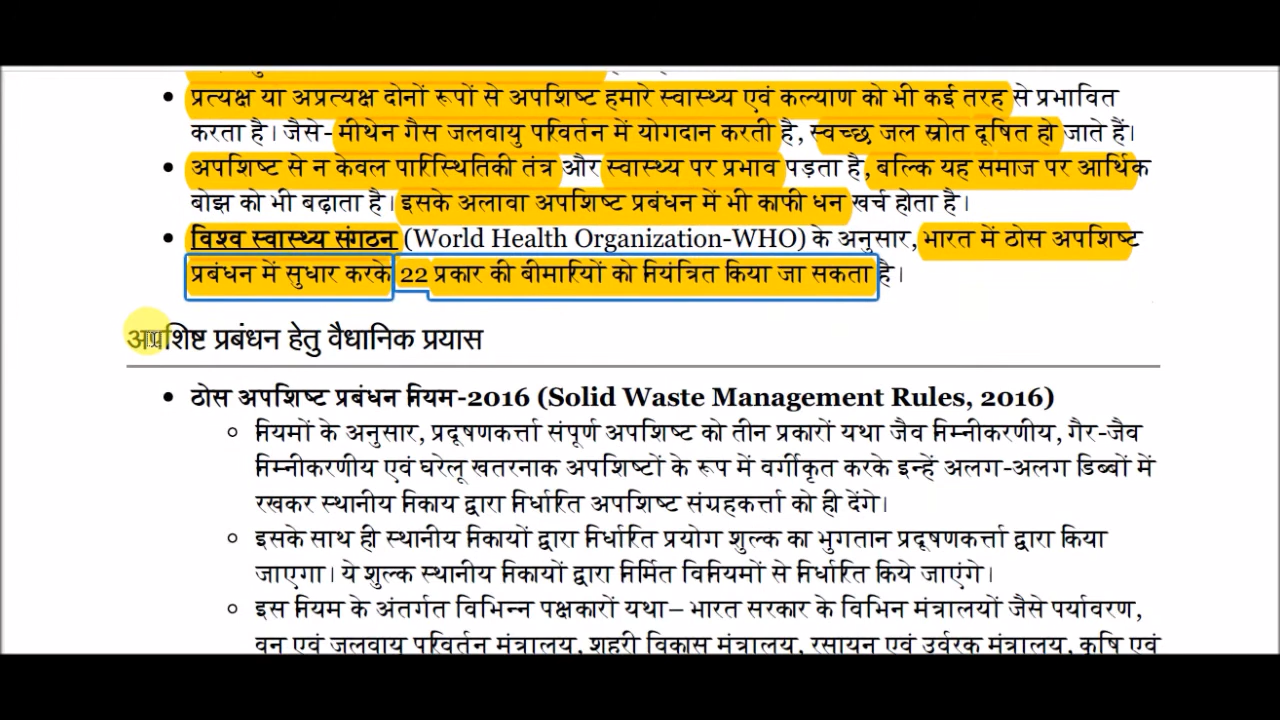 प्रत्यक्ष या अप्रत्यक्ष दोनों रूपों से अपशिष्ट हमारे स्वास्थ्य एवं कल्याण को भी कई तरह से प्रभावित
करता है। जैसे- मीथेन गैस जलवायु परिवर्तन में योगदान करती है, स्वच्छ जल स्रोत दूषित हो जाते हैं।
अपशिष्ट से न केवल पारिस्थितिकी तंत्र और स्वास्थ्य पर प्रभाव पड़ता है, बल्कि यह समाज पर आर्थिक
बोझ को भी बढ़ाता है। इसके अलावा अपशिष्ट प्रबंधन में भी काफी धन खर्च होता है।
विश्व स्वास्थ्य संगठन (World Health Organization-WHO) के अनुसार, भारत में ठोस अपशिष्ट
प्रबंधन में सुधार करके 22 प्रकार की बीमारियों को नियंत्रित किया जा सकता है।
अपशिष्ट प्रबंधन हेतु वैधानिक प्रयास
ठोस अपशिष्ट प्रबंधन नियम-2016 (Solid Waste Management Rules, 2016)
नियमों के अनुसार, प्रदूषणकर्त्ता संपूर्ण अपशिष्ट को तीन प्रकारों यथा जैव निम्नीकरणीय, गैर-जैव
निम्नीकरणीय एवं घरेलू खतरनाक अपशिष्टों के रूप में वर्गीकृत करके इन्हें अलग-अलग डिब्बों में
रखकर स्थानीय निकाय द्वारा निर्धारित अपशिष्ट संग्रहकर्त्ता को ही देंगे।
इसके साथ ही स्थानीय निकायों द्वारा निर्धारित प्रयोग शुल्क का भुगतान प्रदूषणकर्त्ता द्वारा किया
जाएगा। ये शुल्क स्थानीय निकायों द्वारा निर्मित विनियमों से निर्धारित किये जाएंगे।
इस नियम के अंतर्गत विभिन्न पक्षकारों यथा– भारत सरकार के विभिन मंत्रालयों जैसे पर्यावरण,
वन एवं जलवायु परिवर्तन मंत्रालय, शहरी विकास मंत्रालय, रसायन एवं उर्वरक मंत्रालय, कृषि एवं